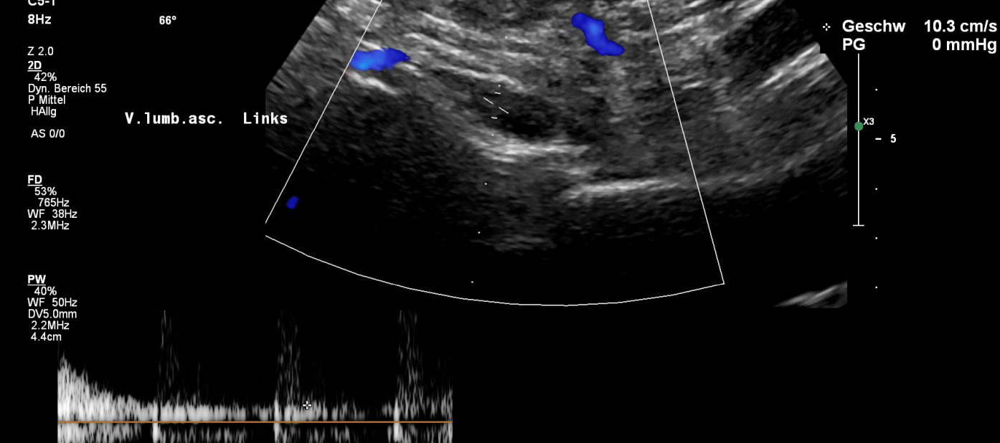 C5-1
8Hz
66°
Z 2.0
2D
42%
Dyn. Bereich 55
P Mittel
HAllg
AS 0/0
V.lumb.asc. Links
FD
53%
765Hz
WF 38Hz
2.3MHz
PW
40%
WF 50Hz
DV5.0mm
2.2MHz
4.4cm
Geschw 10.3 cm/s
PG 0 mmHg
X3
5